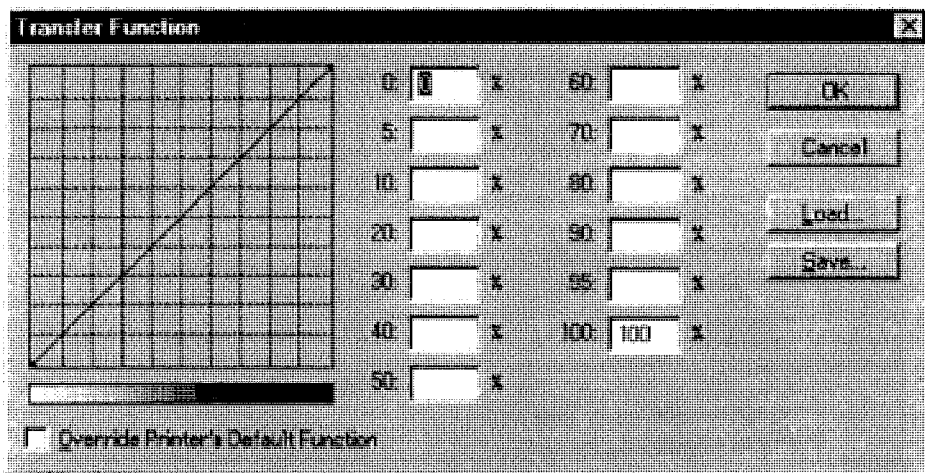 Transfer Function
0: 0 %
5: %
10: %
20: %
30: %
40: %
50: %
60: %
70: %
80: %
90: %
95: %
100: 100 %
OK
Cancel
Load...
Save...
Override Printer's Default Function